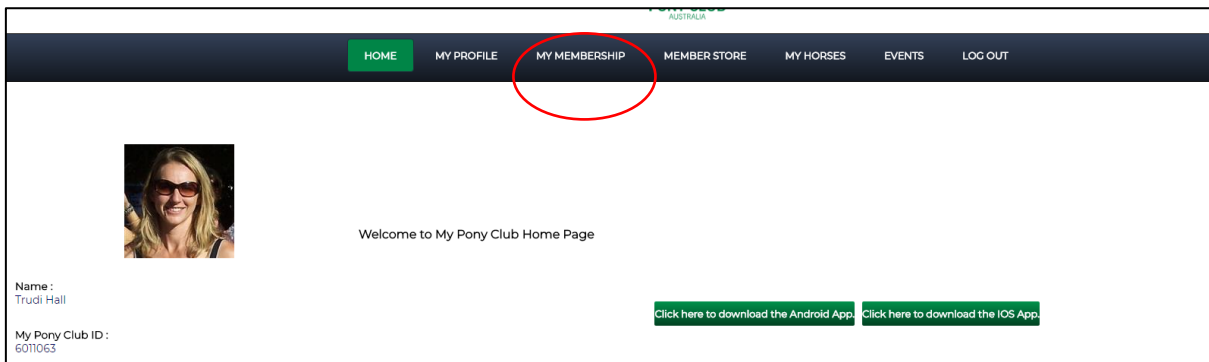 PONY CLUB
AUSTRALIA
HOME MY PROFILE MY MEMBERSHIP MEMBER STORE MY HORSES EVENTS LOG OUT
Welcome to My Pony Club Home Page
Name :
Trudi Hall
Click here to download the Android App. Click here to download the IOS App.
My Pony Club ID :
6011063